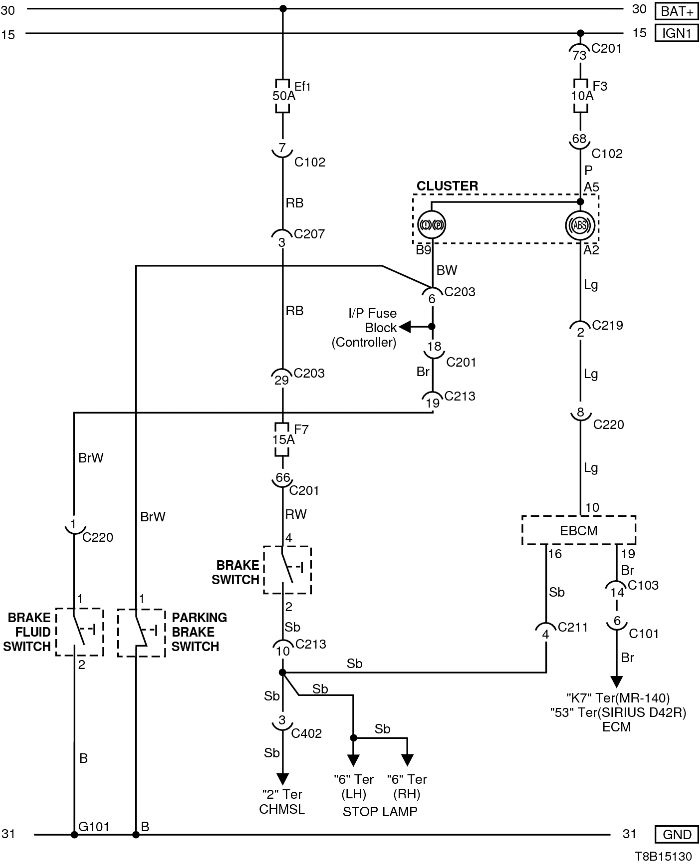 30 30 BAT+
15 15 IGN1
C201
73
Ef1
50A
F3
10A
7
C102
68
C102
P
CLUSTER A5
RB
C207
3
ABS
B9 A2
BW
Lg
C203
6
RB
I/P Fuse
Block
(Controller)
C219
2
18
C201
Br
Lg
C203
29
C213
19
8
C220
F7
15A
BrW
Lg
66
C201
RW
10
BrW
1
C220
EBCM
4
16 19
BRAKE
SWITCH
Br
C103
14
Sb
2
1 1
BRAKE
FLUID
SWITCH
PARKING
BRAKE
SWITCH
Sb
C211
4
6
C101
2
C213
10
Br
Sb
Sb Sb
"K7" Ter(MR-140)
"53" Ter(SIRIUS D42R)
ECM
3
C402
Sb
Sb
B
"2" Ter
CHMSL
"6" Ter
(LH)
"6" Ter
(RH)
STOP LAMP
G101 B
31 31 GND
T8B15130